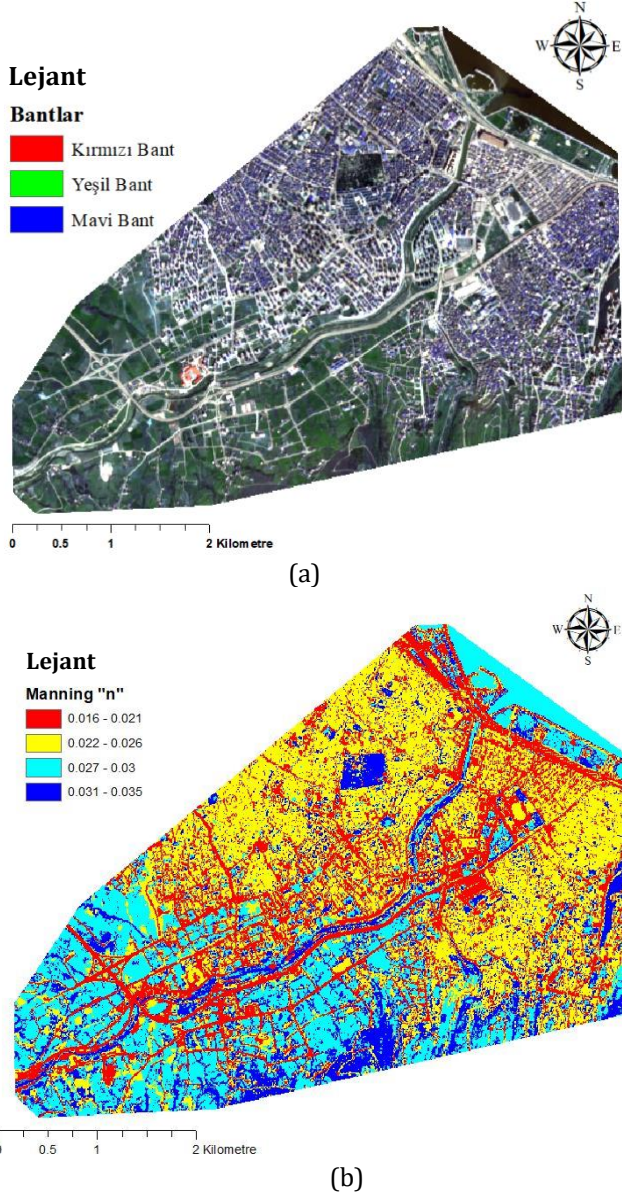 N
W E
S
Lejant
Bantlar
Kırmızı Bant
Yeşil Bant
Mavi Bant
0 0.5 1 2 Kilometre
(a)
N
W E
S
Lejant
Manning "n"
0.016 - 0.021
0.022 - 0.026
0.027 - 0.03
0.031 - 0.035
0 0.5 1 2 Kilometre
(b)